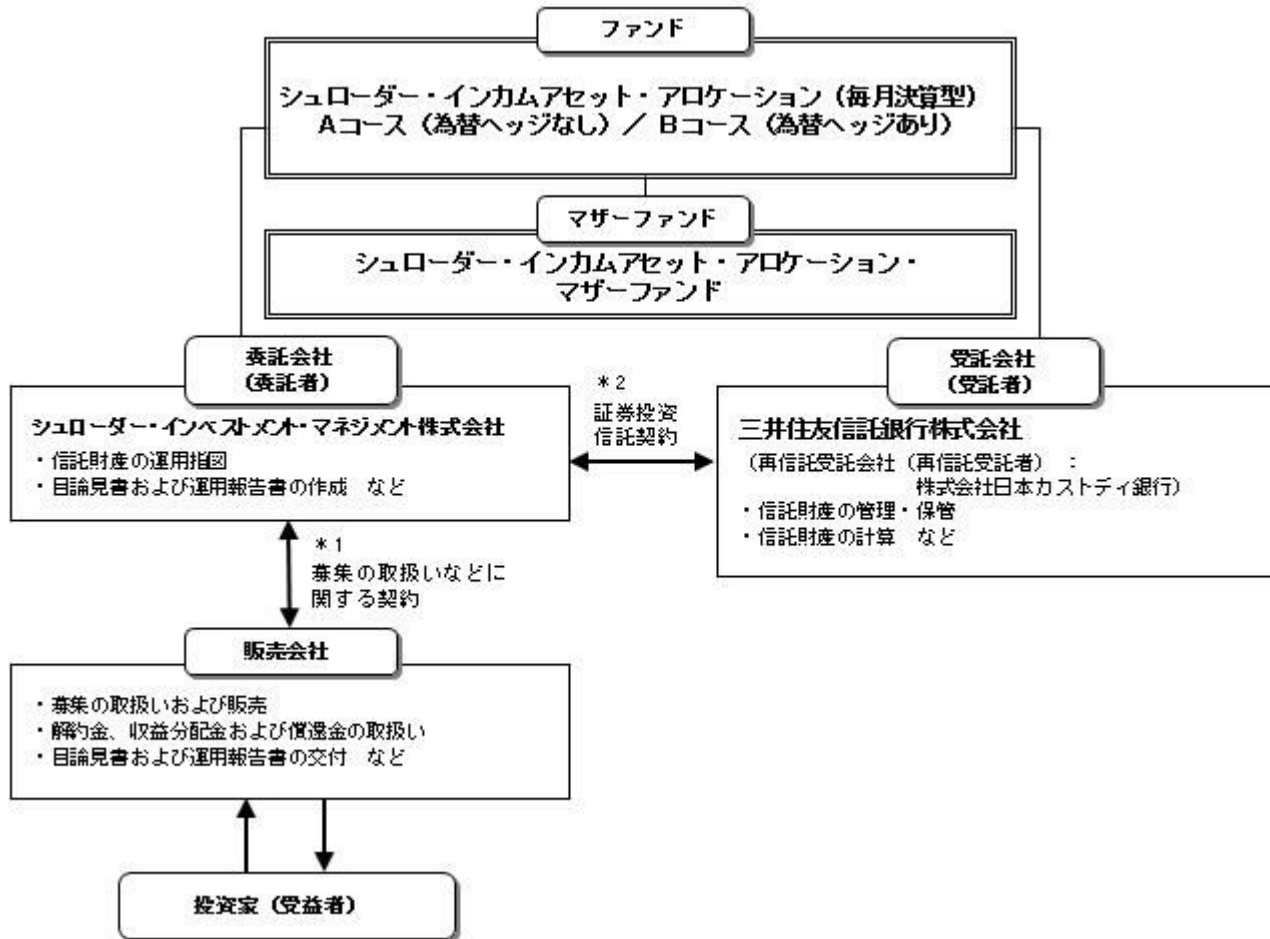 ファンド
シュローダー・インカムアセット・アロケーション（毎月決算型）
Aコース（為替ヘッジなし）／ Bコース（為替ヘッジあり）
マザーファンド
シュローダー・インカムアセット・アロケーション・
マザーファンド
委託会社
（委託者）
シュローダー・インベストメント・マネジメント株式会社
・信託財産の運用指図
・目論見書および運用報告書の作成　など
＊2
証券投資
信託契約
受託会社
（受託者）
三井住友信託銀行株式会社
（再信託受託会社（再信託受託者）：
株式会社日本カストディ銀行）
・信託財産の管理・保管
・信託財産の計算　など
＊1
募集の取扱いなどに
関する契約
販売会社
・募集の取扱いおよび販売
・解約金、収益分配金および償還金の取扱い
・目論見書および運用報告書の交付　など
投資家（受益者）